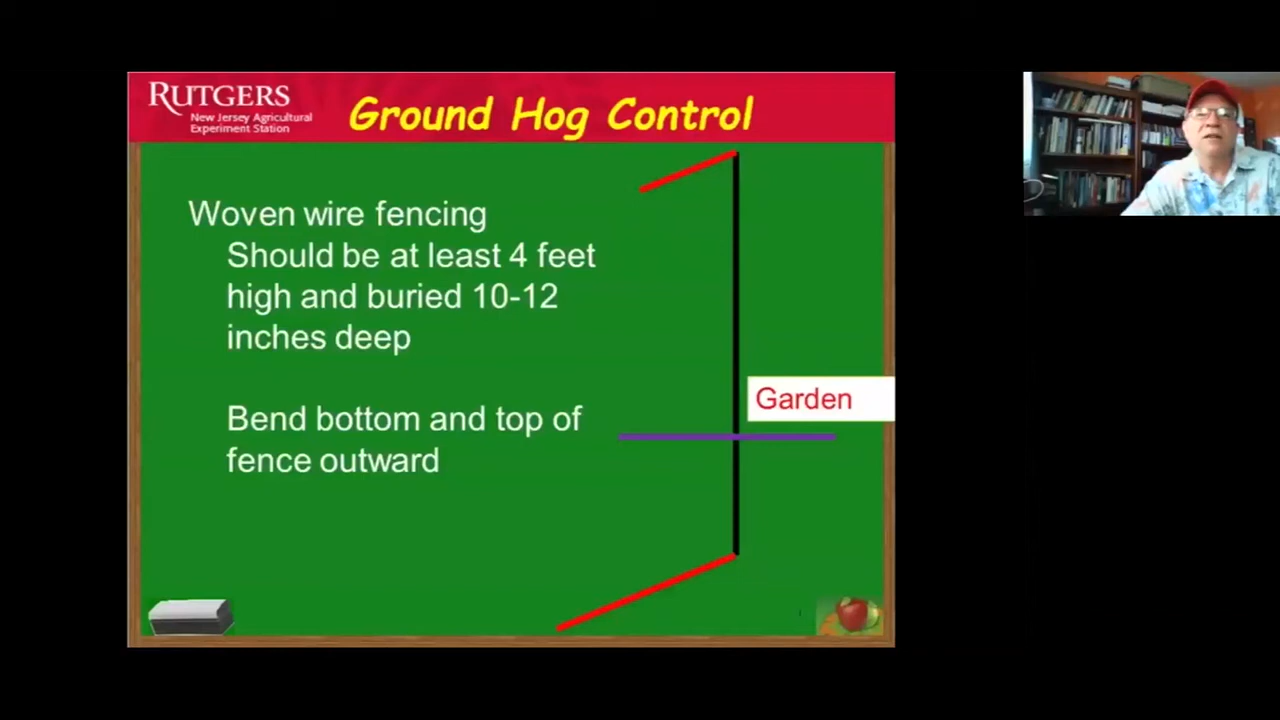 RUTGERS
New Jersey Agricultural
Experiment Station
Ground Hog Control
Woven wire fencing
Should be at least 4 feet
high and buried 10-12
inches deep
Garden
Bend bottom and top of
fence outward